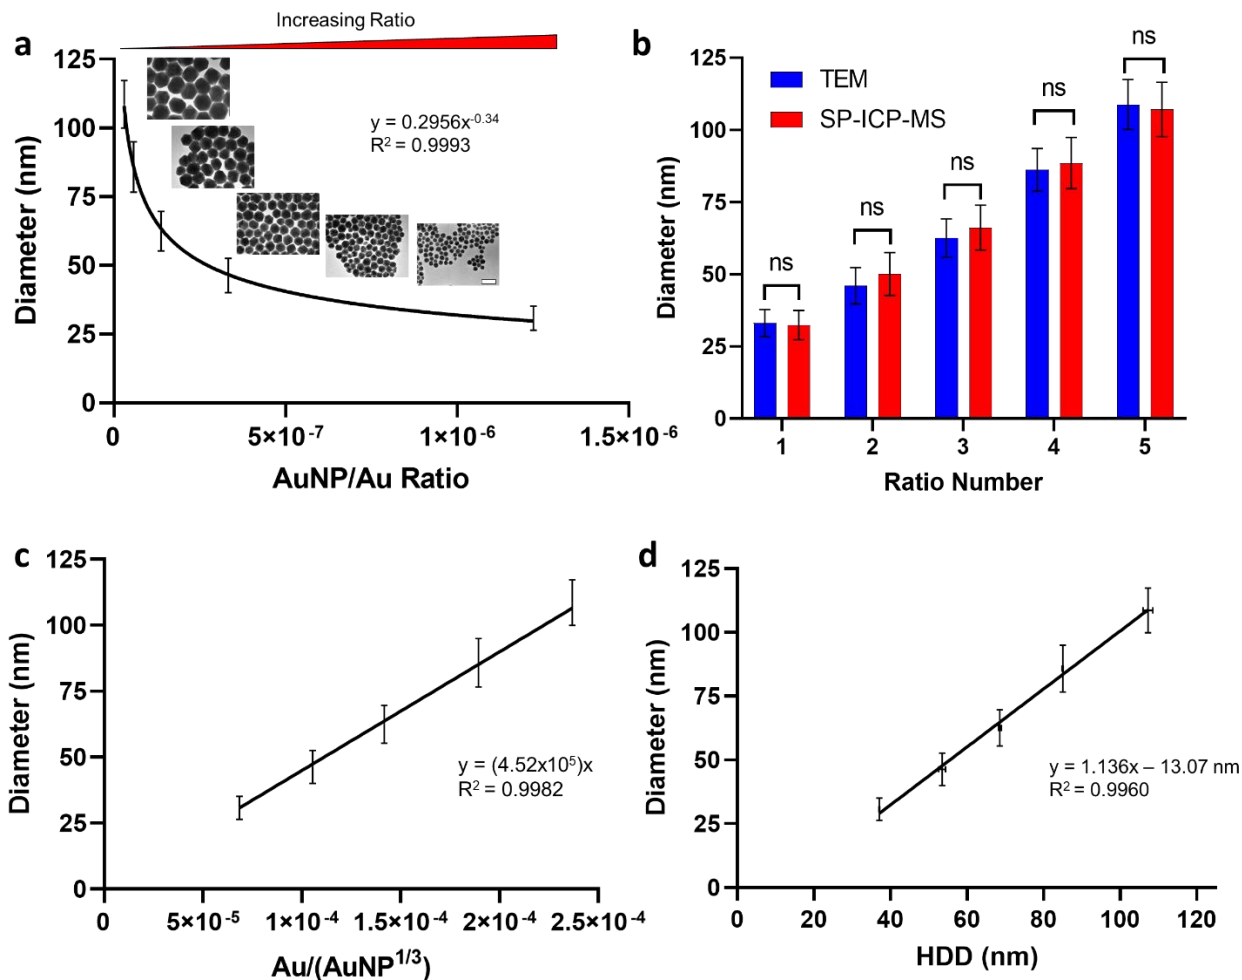 Increasing Ratio
a
125
100
75
50
25
0
Diameter (nm)
y = 0.2956x^-0.34
R² = 0.9993
0
5×10^-7
1×10^-6
1.5×10^-6
AuNP/Au Ratio
b
125
100
75
50
25
0
Diameter (nm)
TEM
SP-ICP-MS
ns
ns
ns
ns
ns
1
2
3
4
5
Ratio Number
c
125
100
75
50
25
0
Diameter (nm)
y = (4.52x10⁵)x
R² = 0.9982
0
5×10^-5
1×10^-4
2×10^-4
2.5×10^-4
Au/(AuNP^1/3)
d
125
100
75
50
25
0
Diameter (nm)
y = 1.136x – 13.07 nm
R² = 0.9960
0
20
40
60
80
100
120
HDD (nm)